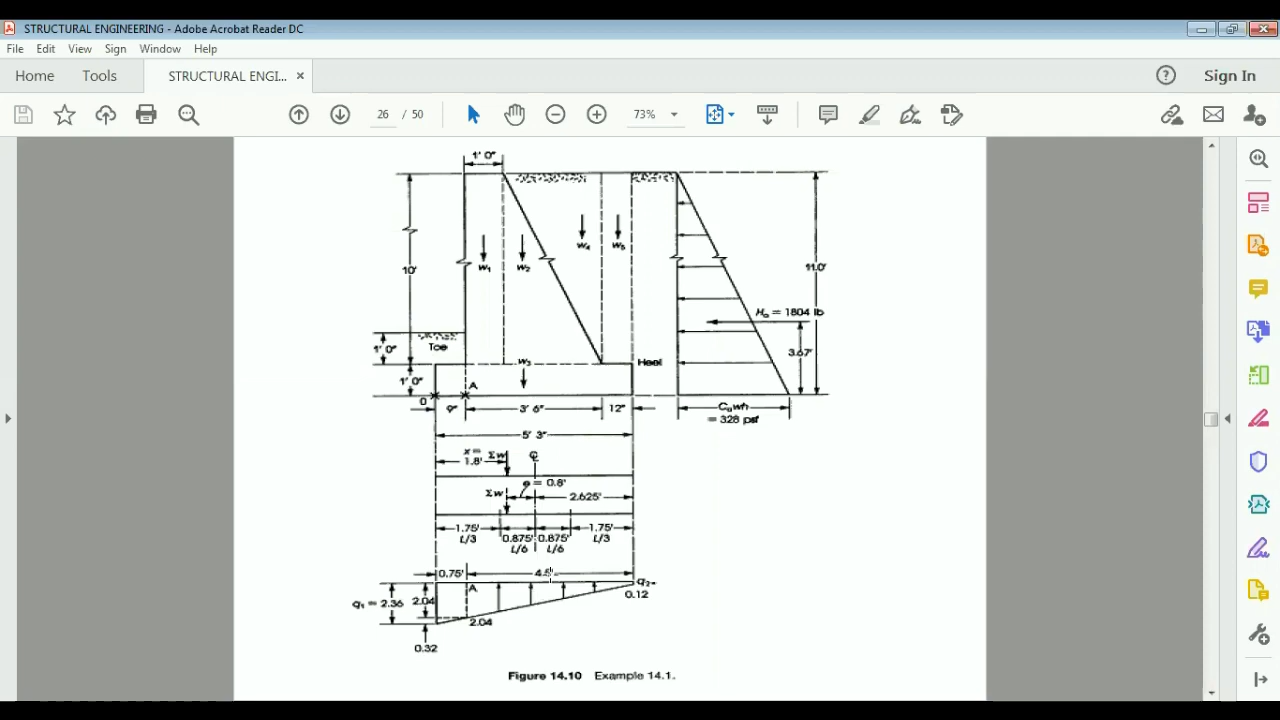 STRUCTURAL ENGINEERING - Adobe Acrobat Reader DC
File Edit View Sign Window Help
Home Tools STRUCTURAL ENGI... × ? Sign In
26 / 50 73%
1' 0"
W1 W2 W4 W5
10'
11.0'
Ha = 1804 lb
3.67'
1' 0"
Toe
W3
Heel
1' 0"
A
O
9" 3' 6" 12"
Cawh
= 328 psf
5' 3"
x =
1.8'
Σw
℄
e = 0.8'
Σw
2.625'
1.75' 0.875' 0.875' 1.75'
L/3 L/6 L/6 L/3
0.75' 4.5'
A
q2 =
0.12
q1 = 2.36
2.04
2.04
0.32
Figure 14.10 Example 14.1.